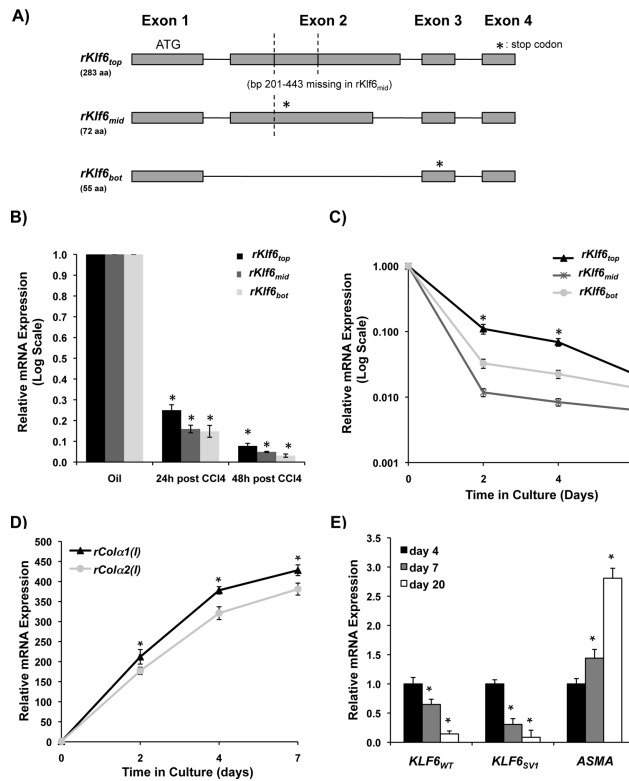 A)
Exon 1 Exon 2 Exon 3 Exon 4
ATG
* : stop codon
rKlf6top
(283 aa)
(bp 201-443 missing in rKlf6mid)
*
rKlf6mid
(72 aa)
*
rKlf6bot
(55 aa)
B)
Relative mRNA Expression
(Log Scale)
1.0
0.9
0.8
0.7
0.6
0.5
0.4
0.3
0.2
0.1
0.0
rKlf6top
rKlf6mid
rKlf6bot
* * * * * *
Oil 24h post CCl4 48h post CCl4
C)
Relative mRNA Expression
(Log Scale)
1.000
0.100
0.010
0.001
rKlf6top
rKlf6mid
rKlf6bot
* *
0 2 4
Time in Culture (Days)
D)
Relative mRNA Expression
500
450
400
350
300
250
200
150
100
50
0
rColα1(I)
rColα2(I)
* * *
0 2 4 7
Time in Culture (days)
E)
Relative mRNA Expression
3.5
3.0
2.5
2.0
1.5
1.0
0.5
0.0
day 4
day 7
day 20
* * * * * *
KLF6WT KLF6SV1 ASMA